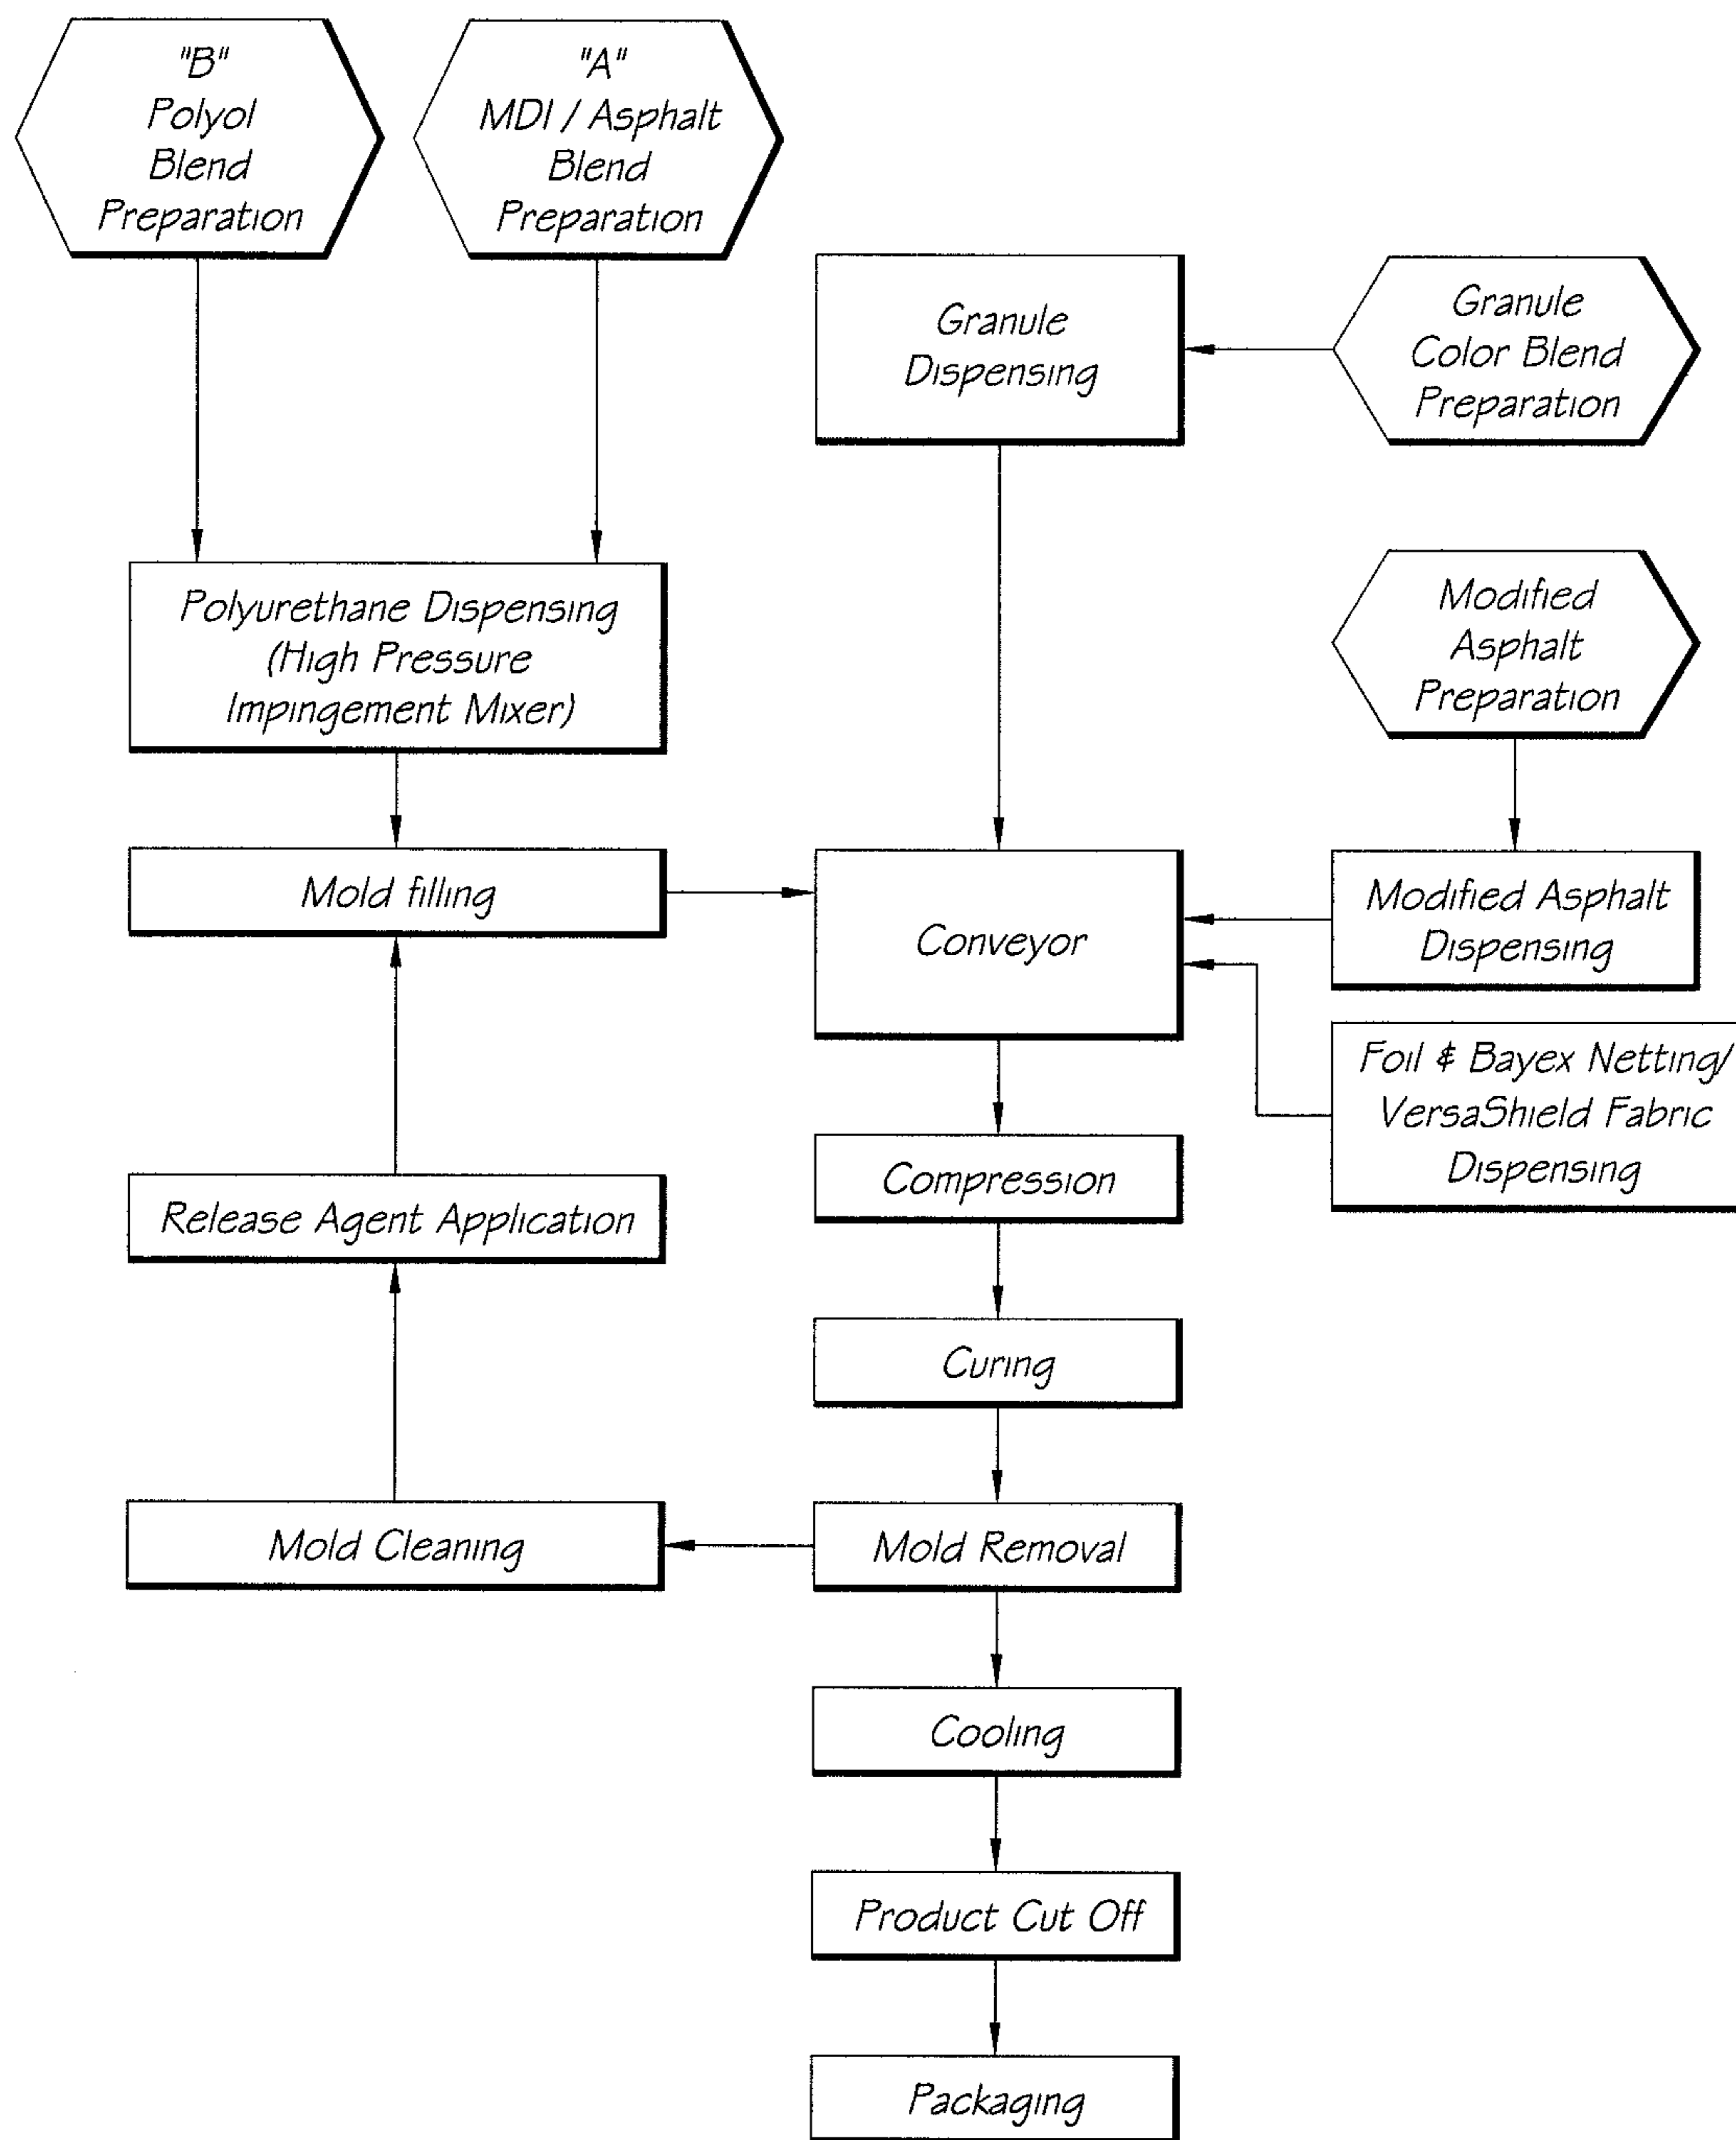 "B"
Polyol
Blend
Preparation
"A"
MDI / Asphalt
Blend
Preparation
Granule
Dispensing
Granule
Color Blend
Preparation
Polyurethane Dispensing
(High Pressure
Impingement Mixer)
Modified
Asphalt
Preparation
Mold filling
Conveyor
Modified Asphalt
Dispensing
Foil & Bayex Netting/
VersaShield Fabric
Dispensing
Compression
Release Agent Application
Curing
Mold Cleaning
Mold Removal
Cooling
Product Cut Off
Packaging